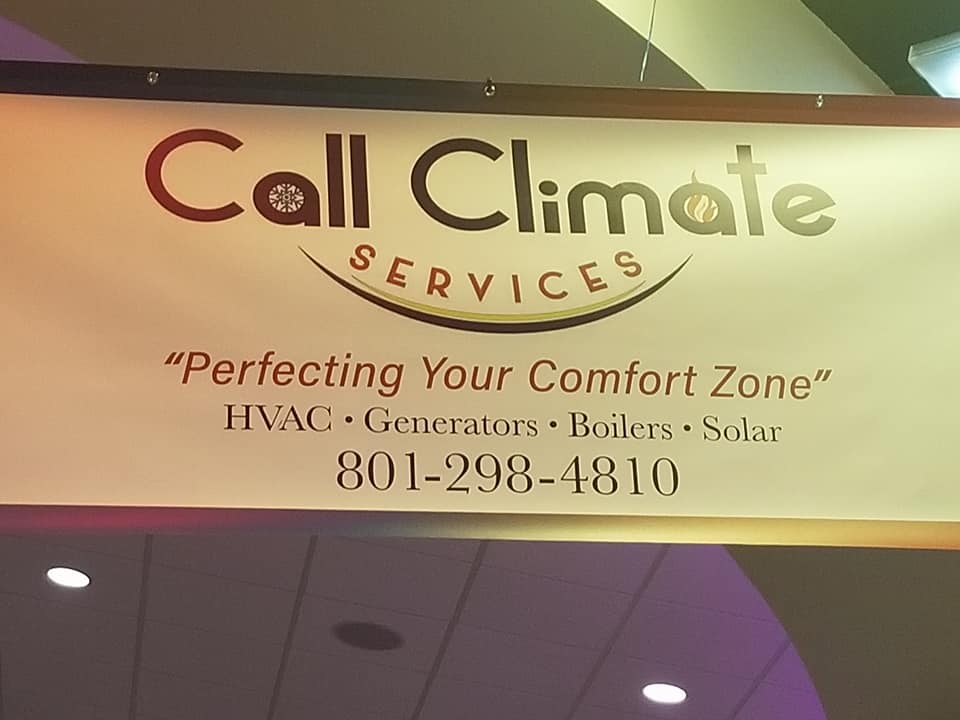 Call Climate
SERVICES
"Perfecting Your Comfort Zone"
HVAC • Generators • Boilers • Solar
801-298-4810